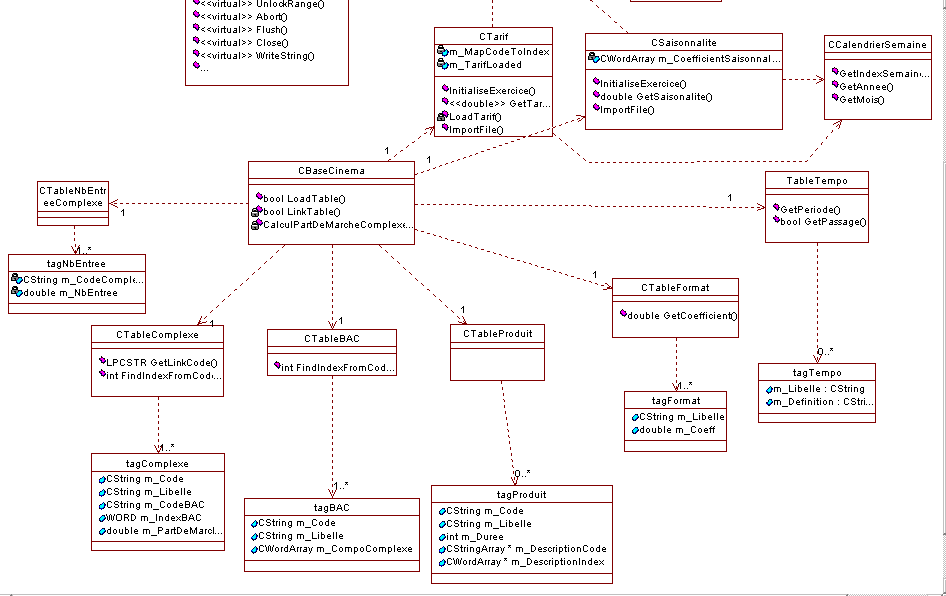 <<virtual>> UnlockRange()
<<virtual>> Abort()
<<virtual>> Flush()
<<virtual>> Close()
<<virtual>> WriteString()
...
CTarif
m_MapCodeToIndex
m_TarifLoaded
InitialiseExercice()
<<double>> GetTar...
LoadTarif()
ImportFile()
CSaisonnalite
CWordArray m_CoefficientSaisonnal...
InitialiseExercice()
double GetSaisonalite()
ImportFile()
CCalendrierSemaine
GetIndexSemain...
GetAnnee()
GetMois()
1
1
CBaseCinema
bool LoadTable()
bool LinkTable()
CalculPartDeMarcheComplexe...
CTableNbEntr
eeComplexe
1
1
TableTempo
GetPeriode()
bool GetPassage()
1..*
tagNbEntree
CString m_CodeComple...
double m_NbEntree
1
CTableFormat
double GetCoefficient()
1
CTableComplexe
LPCSTR GetLinkCode()
int FindIndexFromCod...
1
CTableBAC
int FindIndexFromCod...
1
CTableProduit
0..*
tagTempo
m_Libelle : CString
m_Definition : CStri...
1..*
tagFormat
CString m_Libelle
double m_Coeff
1..*
tagComplexe
CString m_Code
CString m_Libelle
CString m_CodeBAC
WORD m_IndexBAC
double m_PartDeMarcl...
1..*
tagBAC
CString m_Code
CString m_Libelle
CWordArray m_CompoComplexe
0..*
tagProduit
CString m_Code
CString m_Libelle
int m_Duree
CStringArray * m_DescriptionCode
CWordArray * m_DescriptionIndex